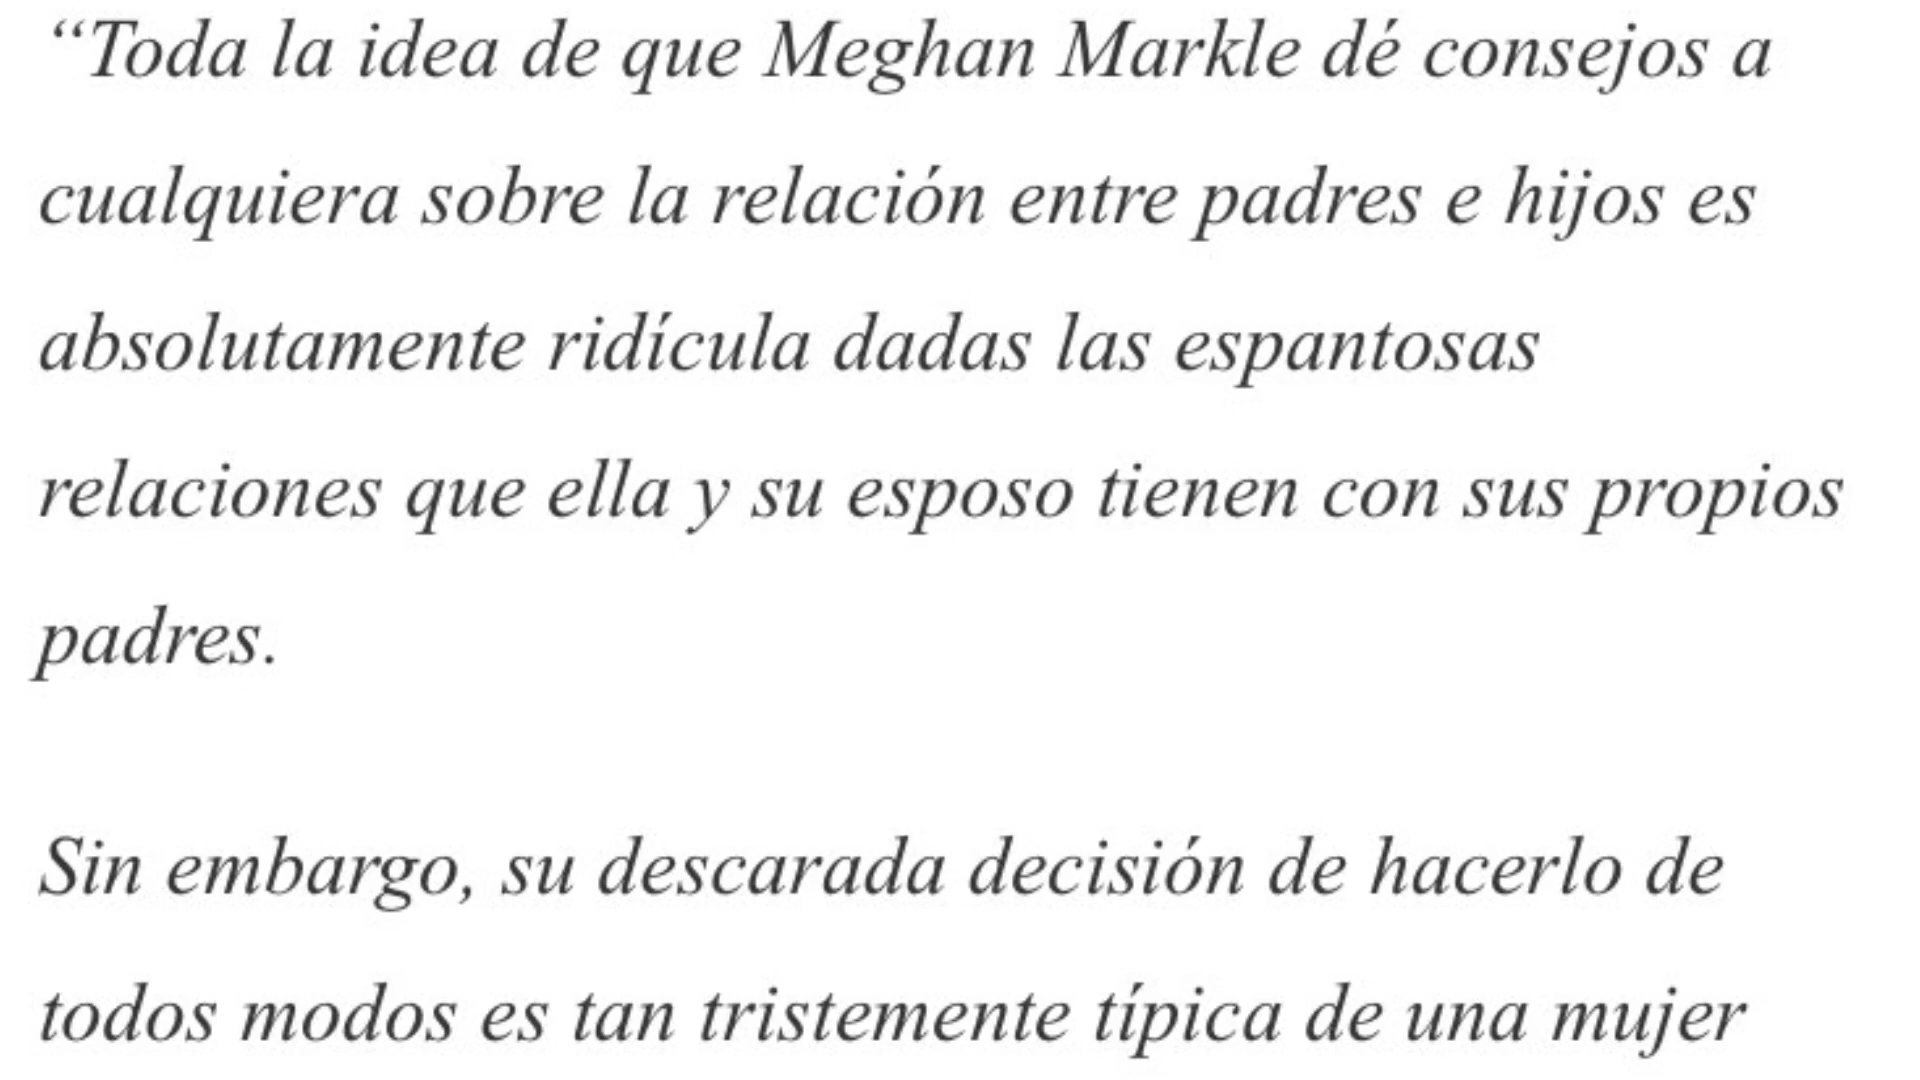 “Toda la idea de que Meghan Markle dé consejos a
cualquiera sobre la relación entre padres e hijos es
absolutamente ridícula dadas las espantosas
relaciones que ella y su esposo tienen con sus propios
padres.
Sin embargo, su descarada decisión de hacerlo de
todos modos es tan tristemente típica de una mujer